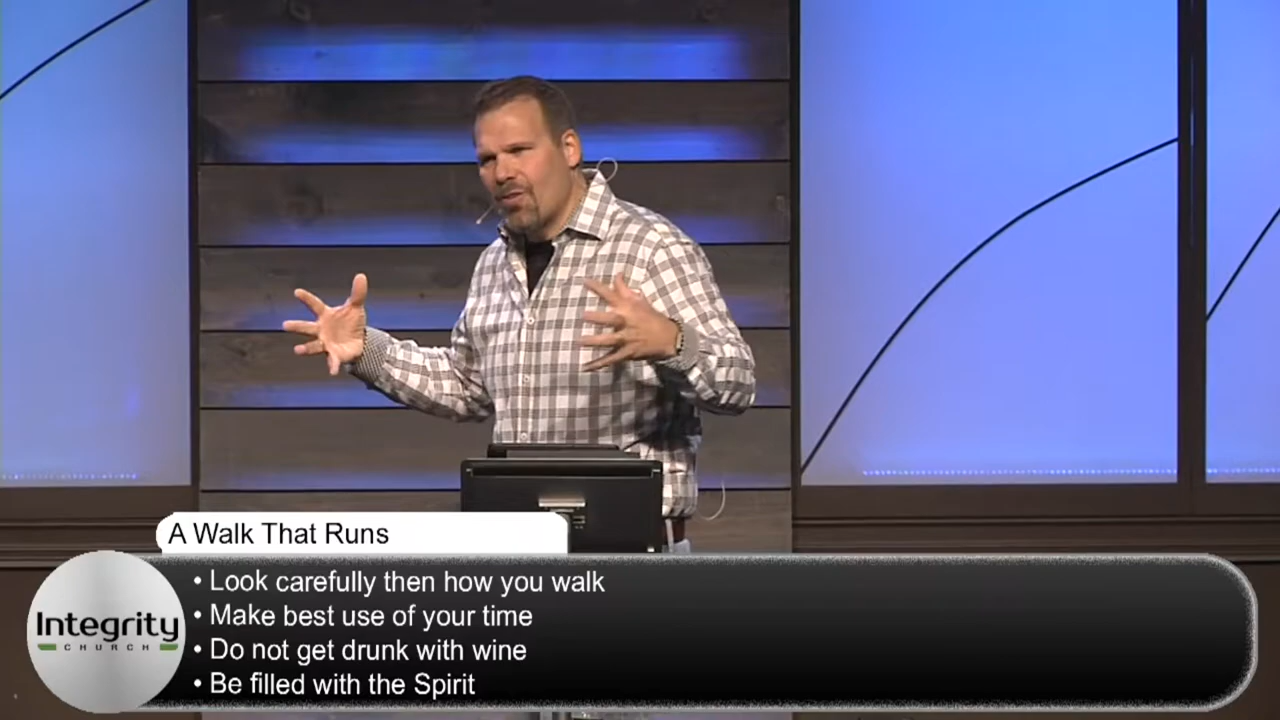 A Walk That Runs
• Look carefully then how you walk
• Make best use of your time
• Do not get drunk with wine
• Be filled with the Spirit
Integrity
CHURCH